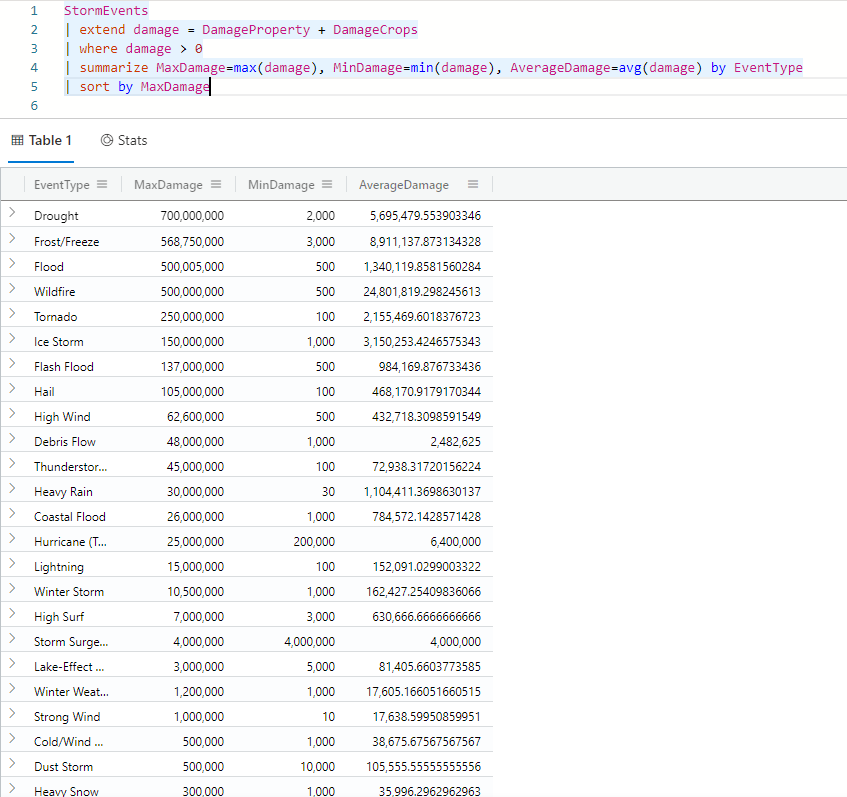 1 StormEvents
2 | extend damage = DamageProperty + DamageCrops
3 | where damage > 0
4 | summarize MaxDamage=max(damage), MinDamage=min(damage), AverageDamage=avg(damage) by EventType
5 | sort by MaxDamage
6
Table 1 Stats
EventType MaxDamage MinDamage AverageDamage
Drought 700,000,000 2,000 5,695,479.553903346
Frost/Freeze 568,750,000 3,000 8,911,137.873134328
Flood 500,005,000 500 1,340,119.8581560284
Wildfire 500,000,000 500 24,801,819.298245613
Tornado 250,000,000 100 2,155,469.6018376723
Ice Storm 150,000,000 1,000 3,150,253.4246575343
Flash Flood 137,000,000 500 984,169.876733436
Hail 105,000,000 100 468,170.9179170344
High Wind 62,600,000 500 432,718.3098591549
Debris Flow 48,000,000 1,000 2,482,625
Thunderstor... 45,000,000 100 72,938.31720156224
Heavy Rain 30,000,000 30 1,104,411.3698630137
Coastal Flood 26,000,000 1,000 784,572.1428571428
Hurricane (T... 25,000,000 200,000 6,400,000
Lightning 15,000,000 100 152,091.0299003322
Winter Storm 10,500,000 1,000 162,427.25409836066
High Surf 7,000,000 3,000 630,666.6666666666
Storm Surge... 4,000,000 4,000,000 4,000,000
Lake-Effect ... 3,000,000 5,000 81,405.6603773585
Winter Weat... 1,200,000 1,000 17,605.166051660515
Strong Wind 1,000,000 10 17,638.59950859951
Cold/Wind ... 500,000 1,000 38,675.67567567567
Dust Storm 500,000 10,000 105,555.55555555556
Heavy Snow 300,000 1,000 35,996.2962962963